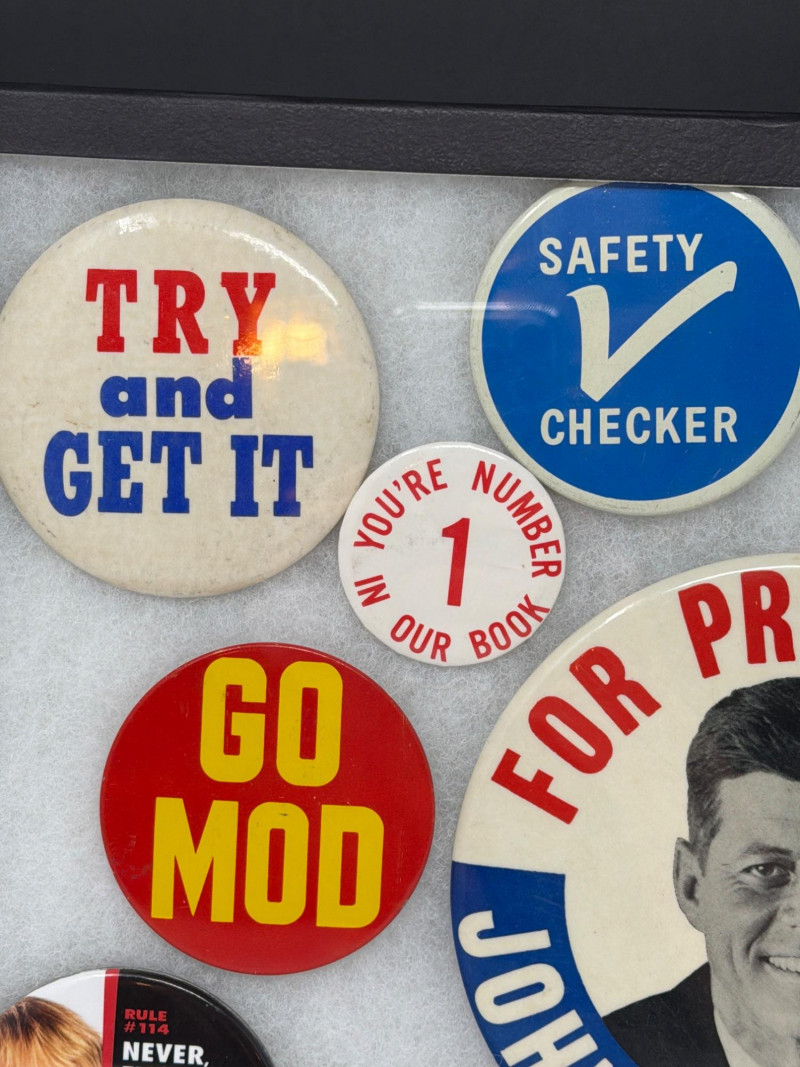 TRY
and
GET IT
SAFETY
CHECKER
YOU'RE NUMBER
1
IN OUR BOOK
GO
MOD
FOR PR
JOH
RULE
#114
NEVER,